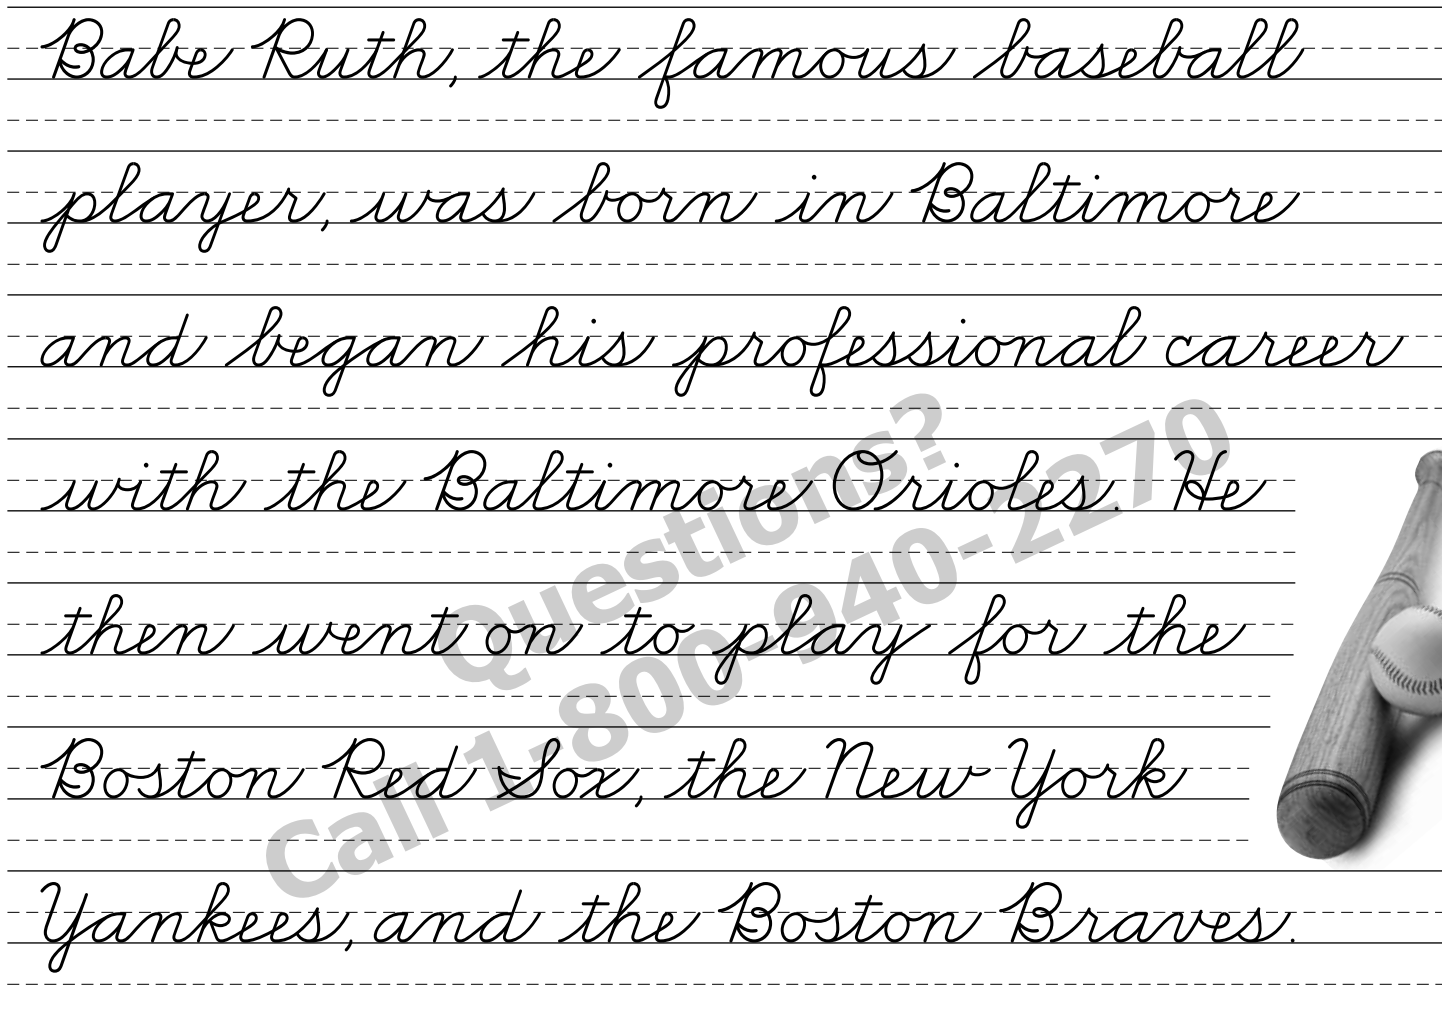 Babe Ruth, the famous baseball
player, was born in Baltimore
and began his professional career
with the Baltimore Orioles. He
then went on to play for the
Boston Red Sox, the New York
Yankees, and the Boston Braves.
Questions?
Call 1-800-940-2270